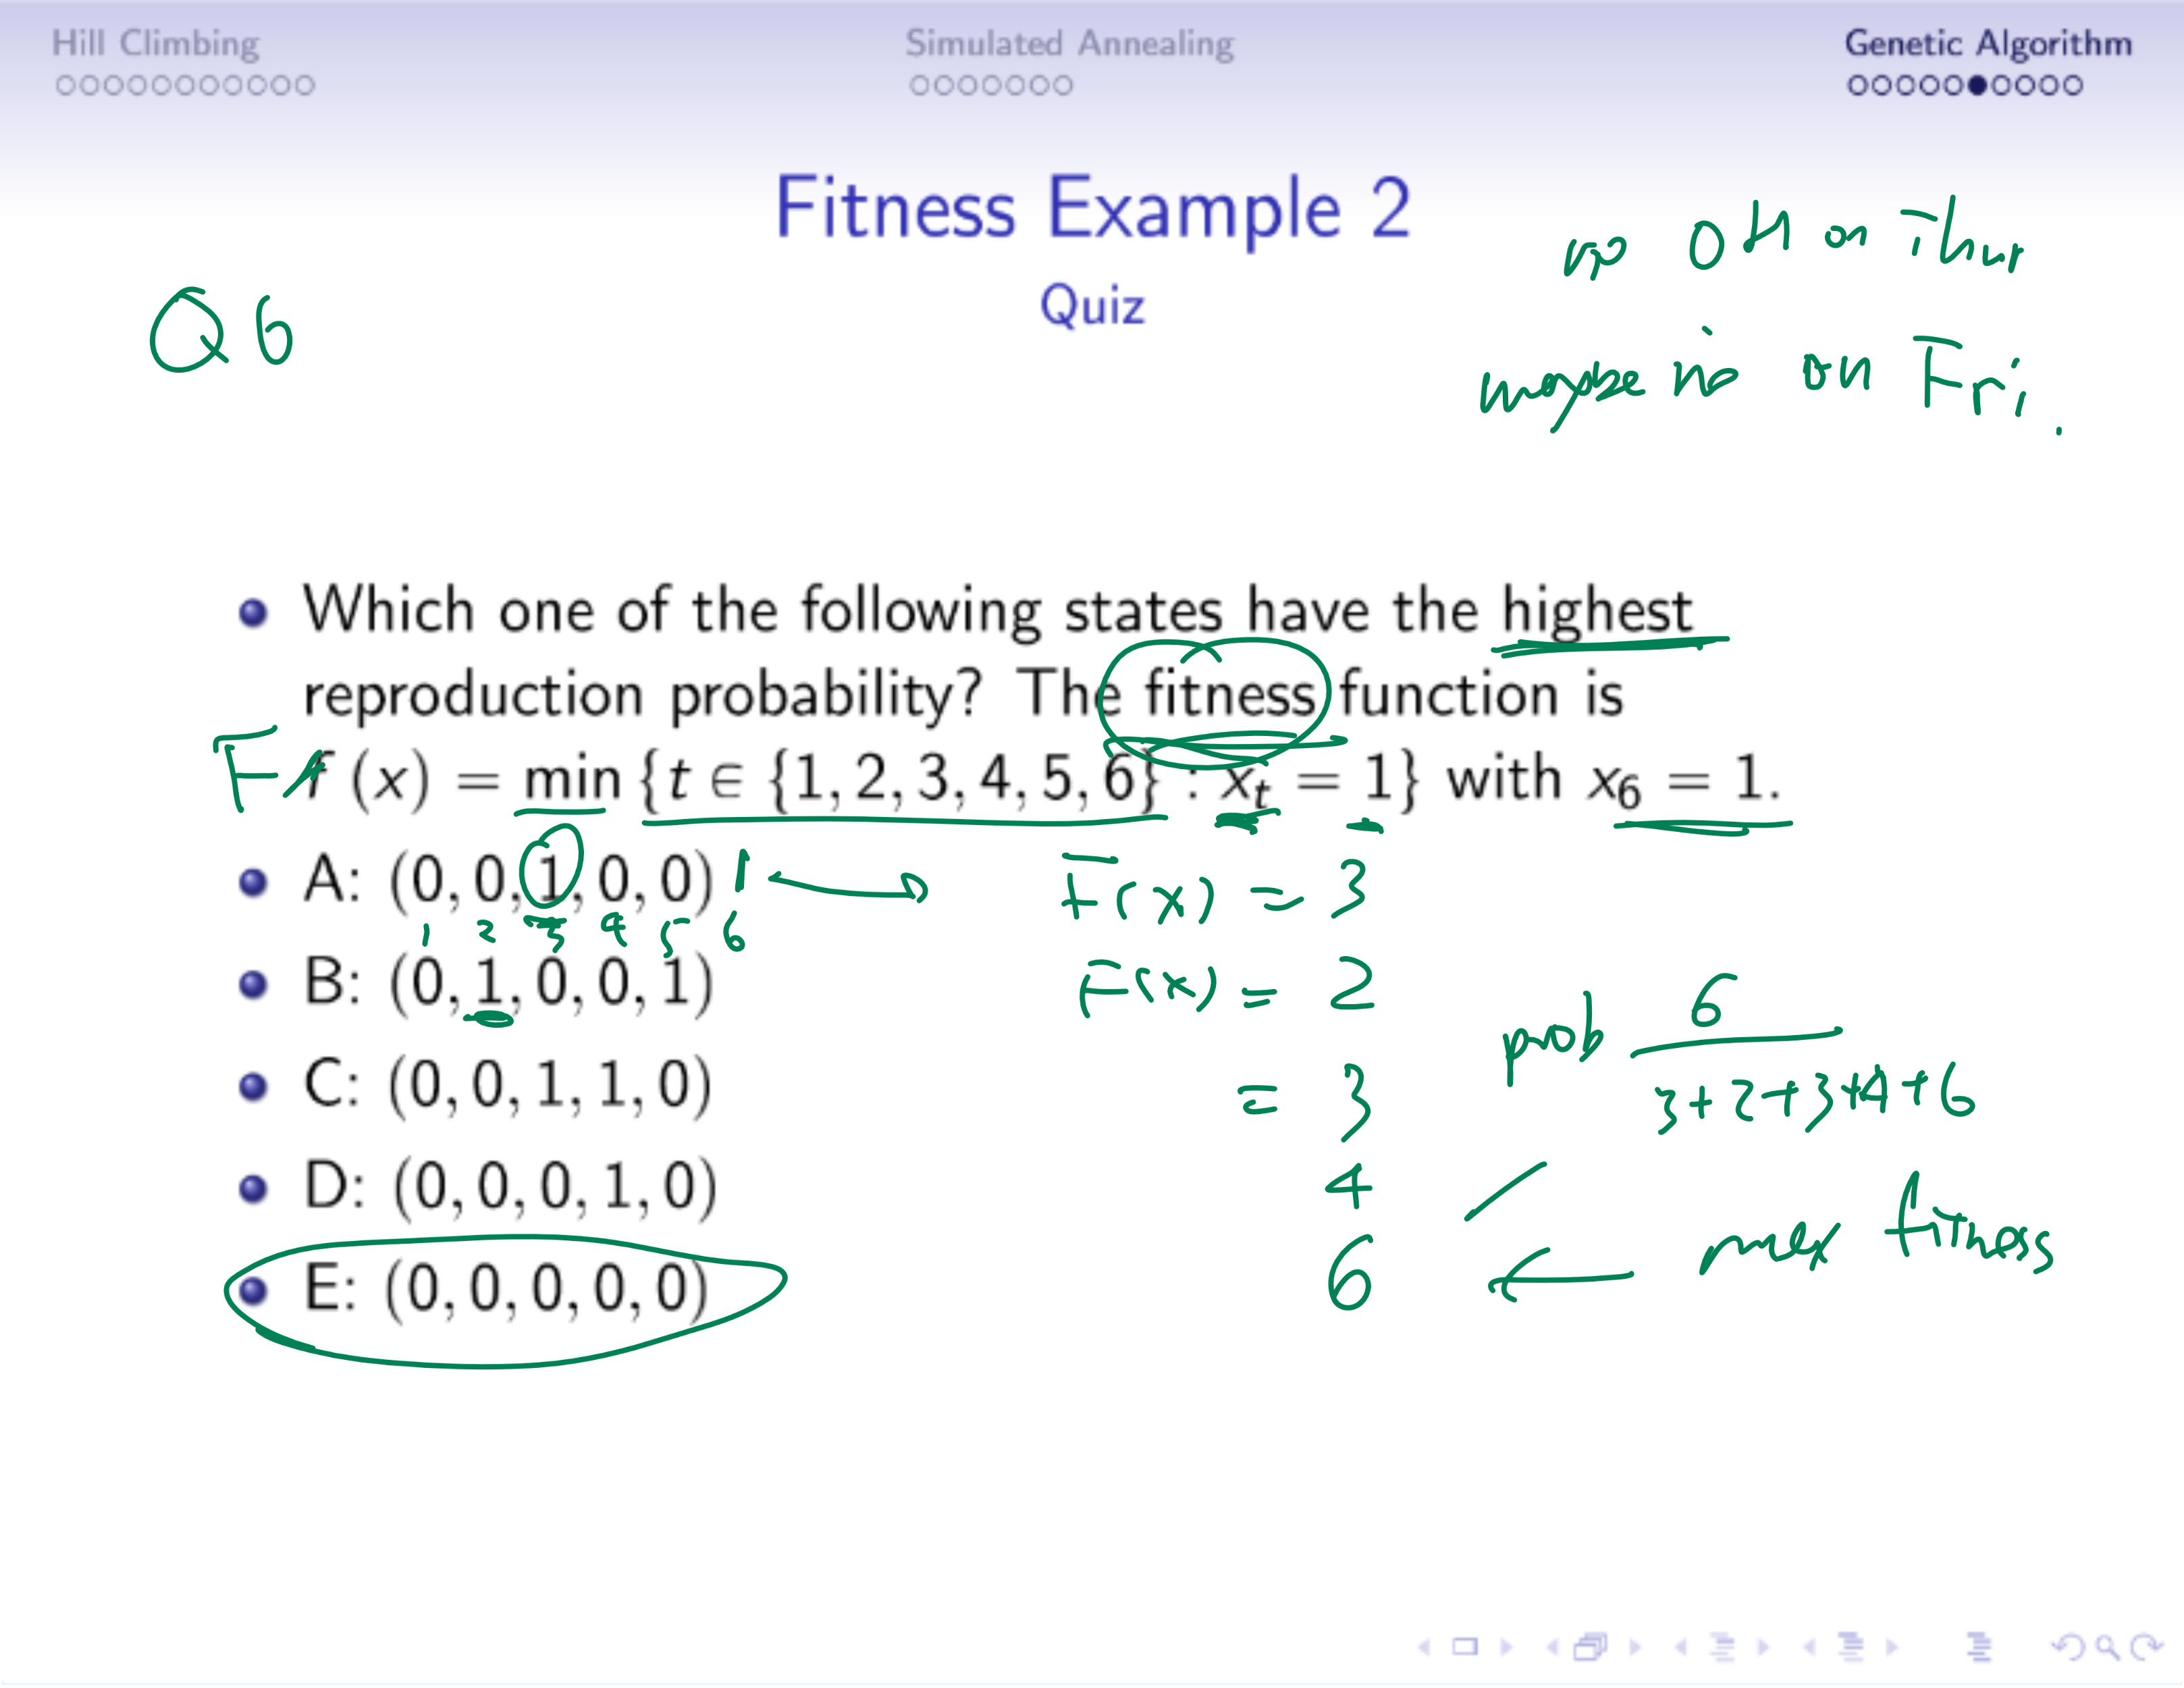 Hill Climbing Simulated Annealing Genetic Algorithm
Fitness Example 2
no OH on Thur
Quiz
Q6
maybe no on Fri.
Which one of the following states have the highest
reproduction probability? The fitness function is
F f (x) = min {t ∈ {1, 2, 3, 4, 5, 6} : x_t = 1} with x_6 = 1.
A: (0, 0, 1, 0, 0) 1 F(x) = 3
1 2 3 4 5 6
B: (0, 1, 0, 0, 1) F(x) = 2
prob 6
C: (0, 0, 1, 1, 0) = 3
3+2+3+4+6
D: (0, 0, 0, 1, 0) 4
E: (0, 0, 0, 0, 0) 6 max fitness